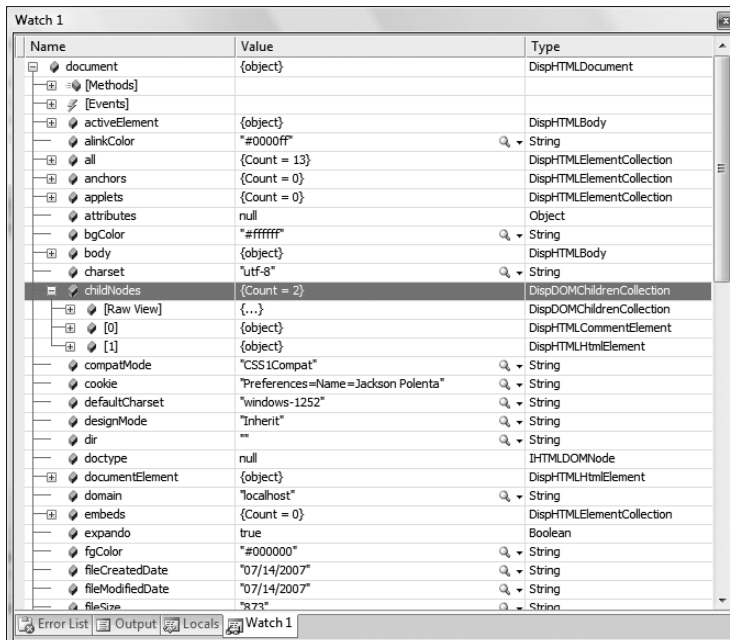 Watch 1
Name Value Type
document {object} DispHTMLDocument
[Methods]
[Events]
activeElement {object} DispHTMLBody
alinkColor "#0000ff" String
all {Count = 13} DispHTMLElementCollection
anchors {Count = 0} DispHTMLElementCollection
applets {Count = 0} DispHTMLElementCollection
attributes null Object
bgColor "#ffffff" String
body {object} DispHTMLBody
charset "utf-8" String
childNodes {Count = 2} DispDOMChildrenCollection
[Raw View] {...} DispDOMChildrenCollection
[0] {object} DispHTMLCommentElement
[1] {object} DispHTMLHtmlElement
compatMode "CSS1Compat" String
cookie "Preferences=Name=Jackson Polenta" String
defaultCharset "windows-1252" String
designMode "Inherit" String
dir "" String
doctype null IHTMLDOMNode
documentElement {object} DispHTMLHtmlElement
domain "localhost" String
embeds {Count = 0} DispHTMLElementCollection
expando true Boolean
fgColor "#000000" String
fileCreatedDate "07/14/2007" String
fileModifiedDate "07/14/2007" String
fileSize "873" String
Error List Output Locals Watch 1